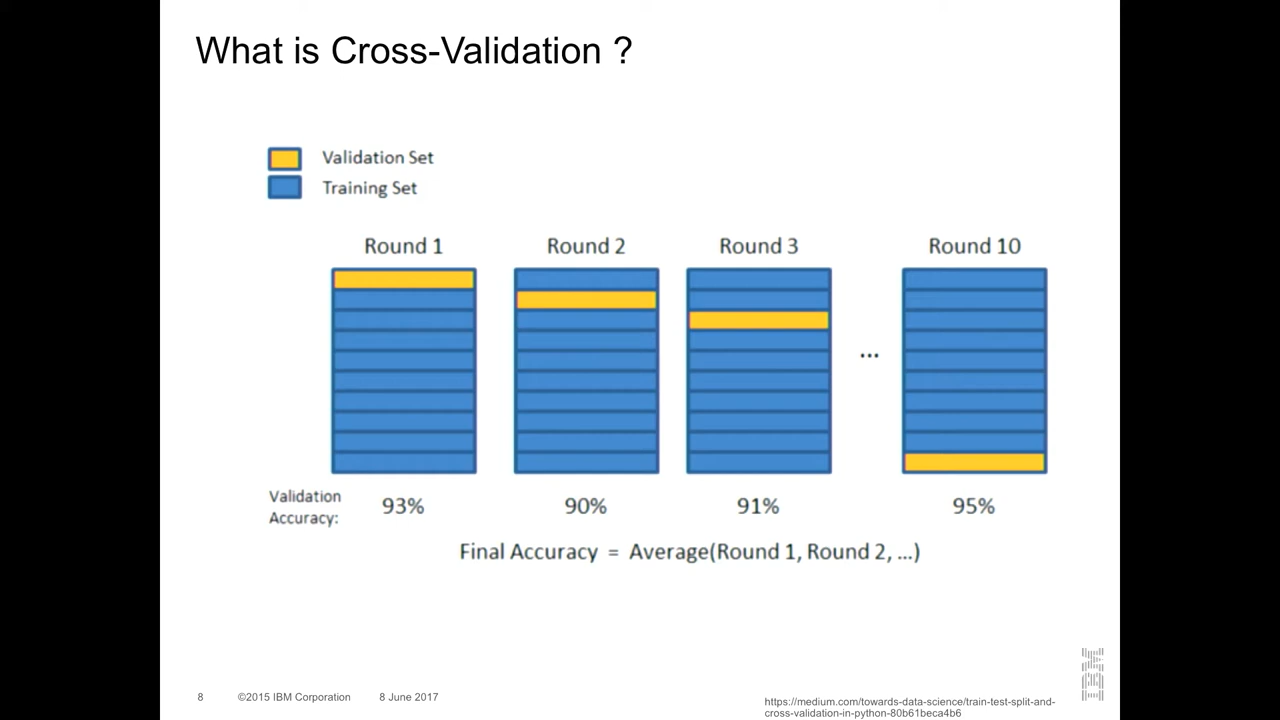 What is Cross-Validation ?
Validation Set
Training Set
Round 1
Round 2
Round 3
Round 10
...
Validation
Accuracy:
93%
90%
91%
95%
Final Accuracy = Average(Round 1, Round 2, ...)
8
©2015 IBM Corporation
8 June 2017
https://medium.com/towards-data-science/train-test-split-and-
cross-validation-in-python-80b61beca4b6
IBM